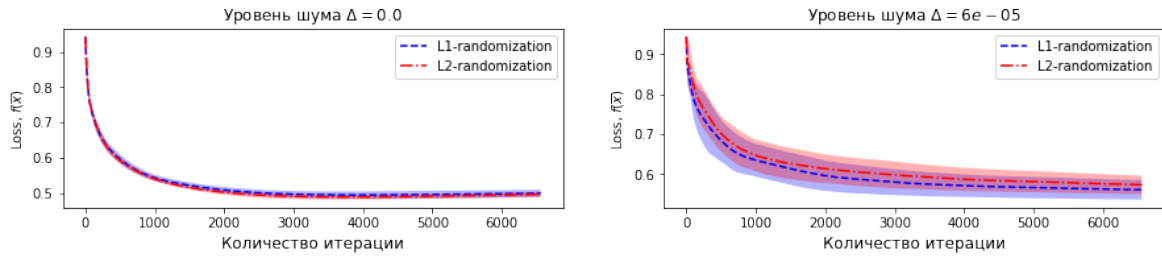 Уровень шума Δ = 0.0
Loss, f(x̅)
0.9
0.8
0.7
0.6
0.5
L1-randomization
L2-randomization
0 1000 2000 3000 4000 5000 6000
Количество итерации
Уровень шума Δ = 6e − 05
Loss, f(x̅)
0.9
0.8
0.7
0.6
L1-randomization
L2-randomization
0 1000 2000 3000 4000 5000 6000
Количество итерации